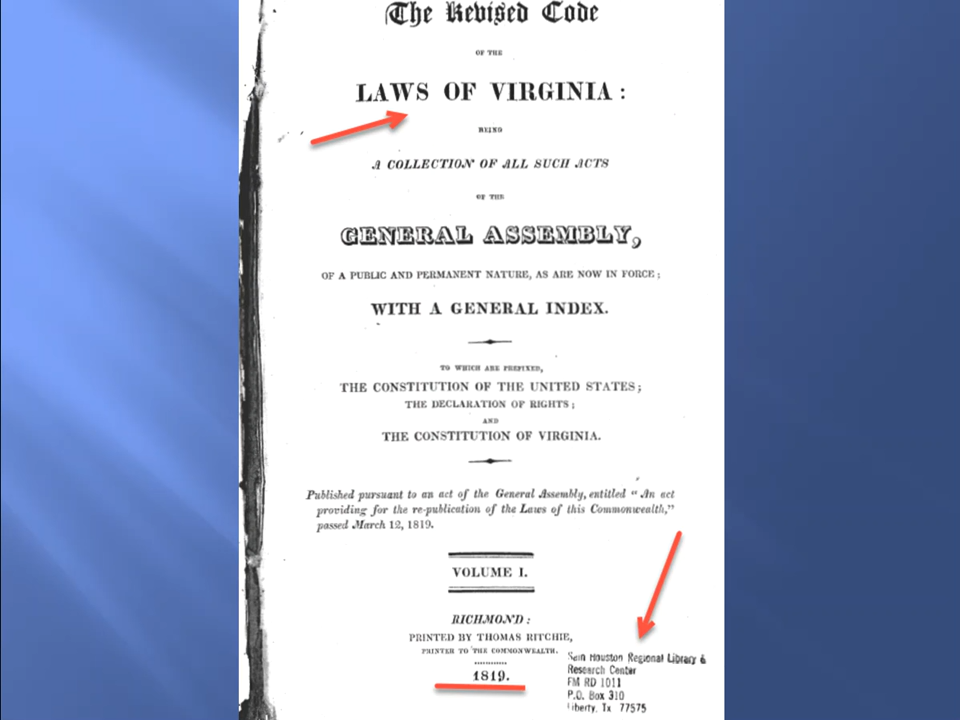 The Revised Code
OF THE
LAWS OF VIRGINIA :
BEING
A COLLECTION OF ALL SUCH ACTS
OF THE
GENERAL ASSEMBLY,
OF A PUBLIC AND PERMANENT NATURE, AS ARE NOW IN FORCE ;
WITH A GENERAL INDEX.
TO WHICH ARE PREFIXED,
THE CONSTITUTION OF THE UNITED STATES ;
THE DECLARATION OF RIGHTS ;
AND
THE CONSTITUTION OF VIRGINIA.
Published pursuant to an act of the General Assembly, entitled " An act
providing for the re-publication of the Laws of this Commonwealth,"
passed March 12, 1819.
VOLUME I.
RICHMOND :
PRINTED BY THOMAS RITCHIE,
PRINTER TO THE COMMONWEALTH.
1819.
Sam Houston Regional Library &
Research Center
FM RD 1011
P.O. Box 310
Liberty, Tx 77575